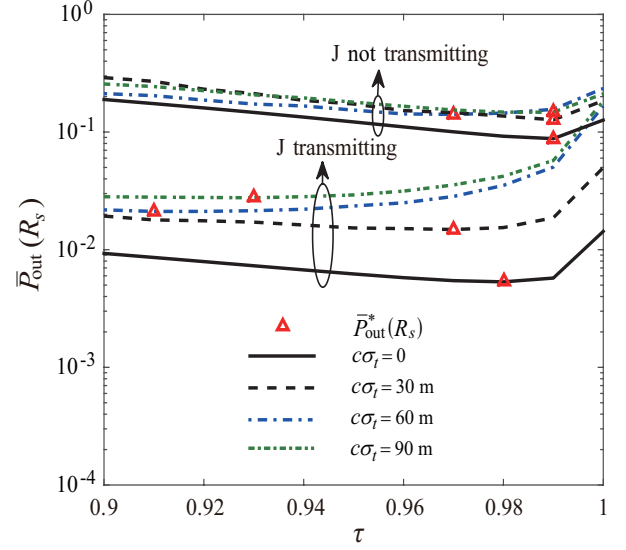 10^0
J not transmitting
10^-1
J transmitting
P̅out(Rs)
10^-2
P̅*out(Rs)
cσt = 0
10^-3
cσt = 30 m
cσt = 60 m
cσt = 90 m
10^-4
0.9 0.92 0.94 0.96 0.98 1
τ